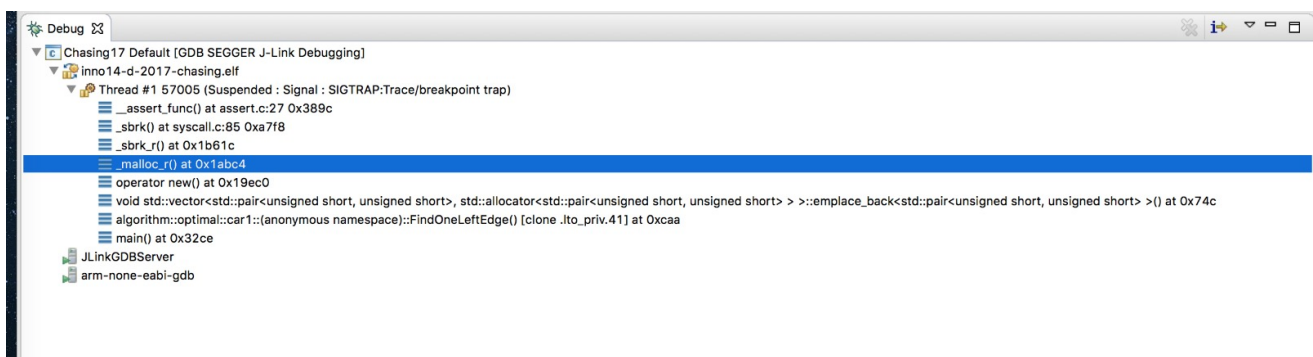 Debug
Chasing17 Default [GDB SEGGER J-Link Debugging]
inno14-d-2017-chasing.elf
Thread #1 57005 (Suspended : Signal : SIGTRAP:Trace/breakpoint trap)
__assert_func() at assert.c:27 0x389c
_sbrk() at syscall.c:85 0xa7f8
_sbrk_r() at 0x1b61c
_malloc_r() at 0x1abc4
operator new() at 0x19ec0
void std::vector<std::pair<unsigned short, unsigned short>, std::allocator<std::pair<unsigned short, unsigned short> > >::emplace_back<std::pair<unsigned short, unsigned short> >() at 0x74c
algorithm::optimal::car1::(anonymous namespace)::FindOneLeftEdge() [clone .lto_priv.41] at 0xcaa
main() at 0x32ce
JLinkGDBServer
arm-none-eabi-gdb